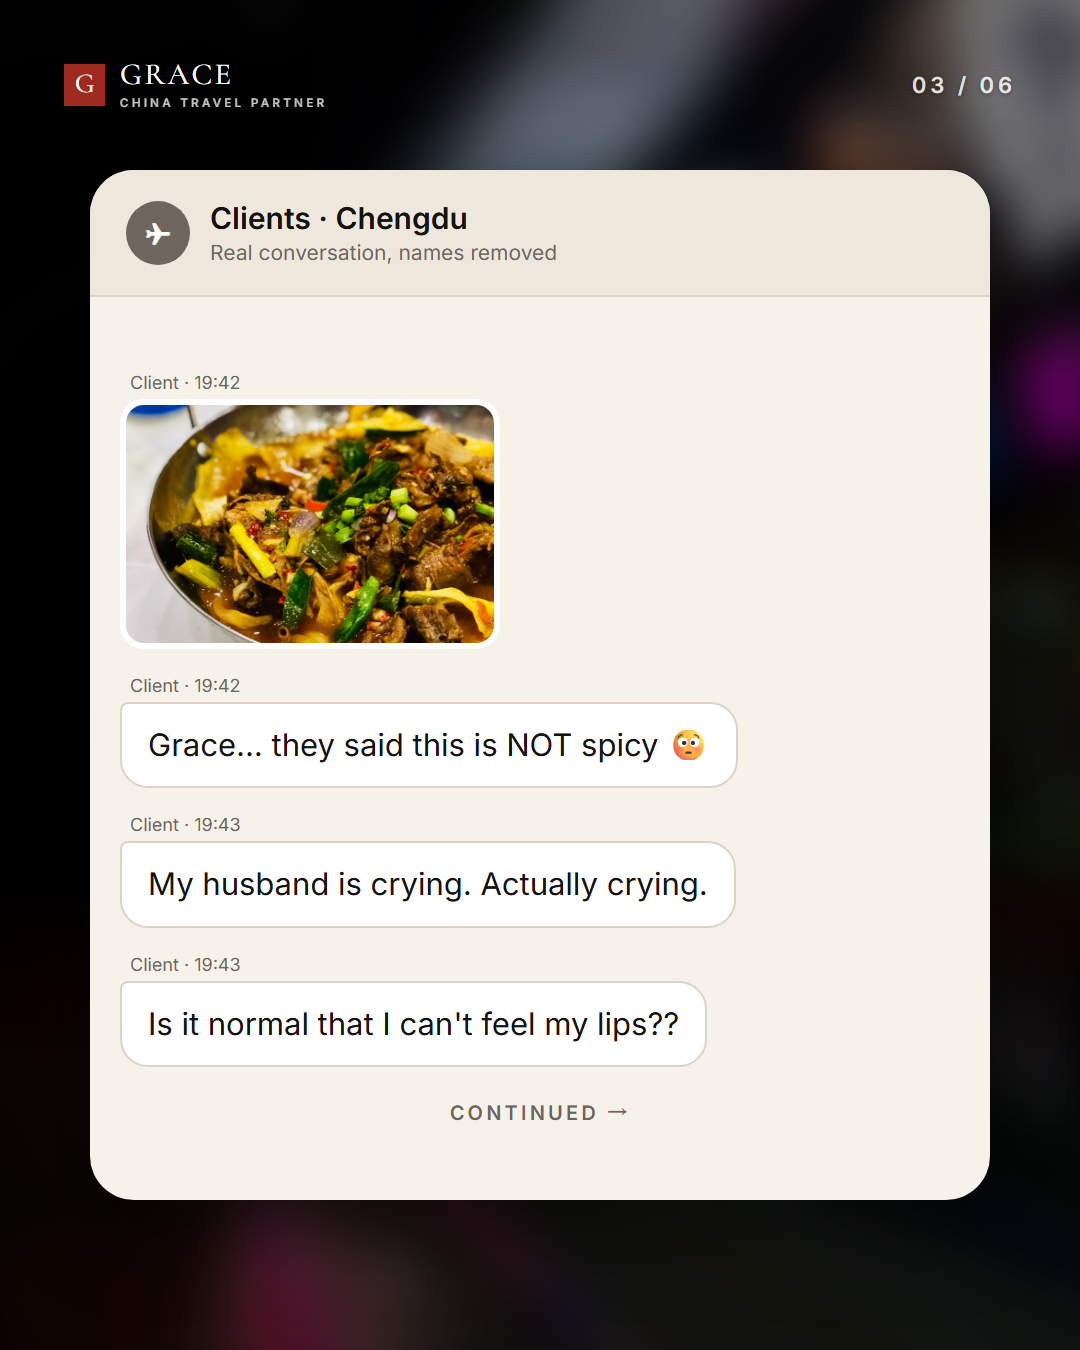 G
GRACE
CHINA TRAVEL PARTNER
03 / 06
Clients · Chengdu
Real conversation, names removed
Client · 19:42
Client · 19:42
Grace... they said this is NOT spicy 😳
Client · 19:43
My husband is crying. Actually crying.
Client · 19:43
Is it normal that I can't feel my lips??
CONTINUED →